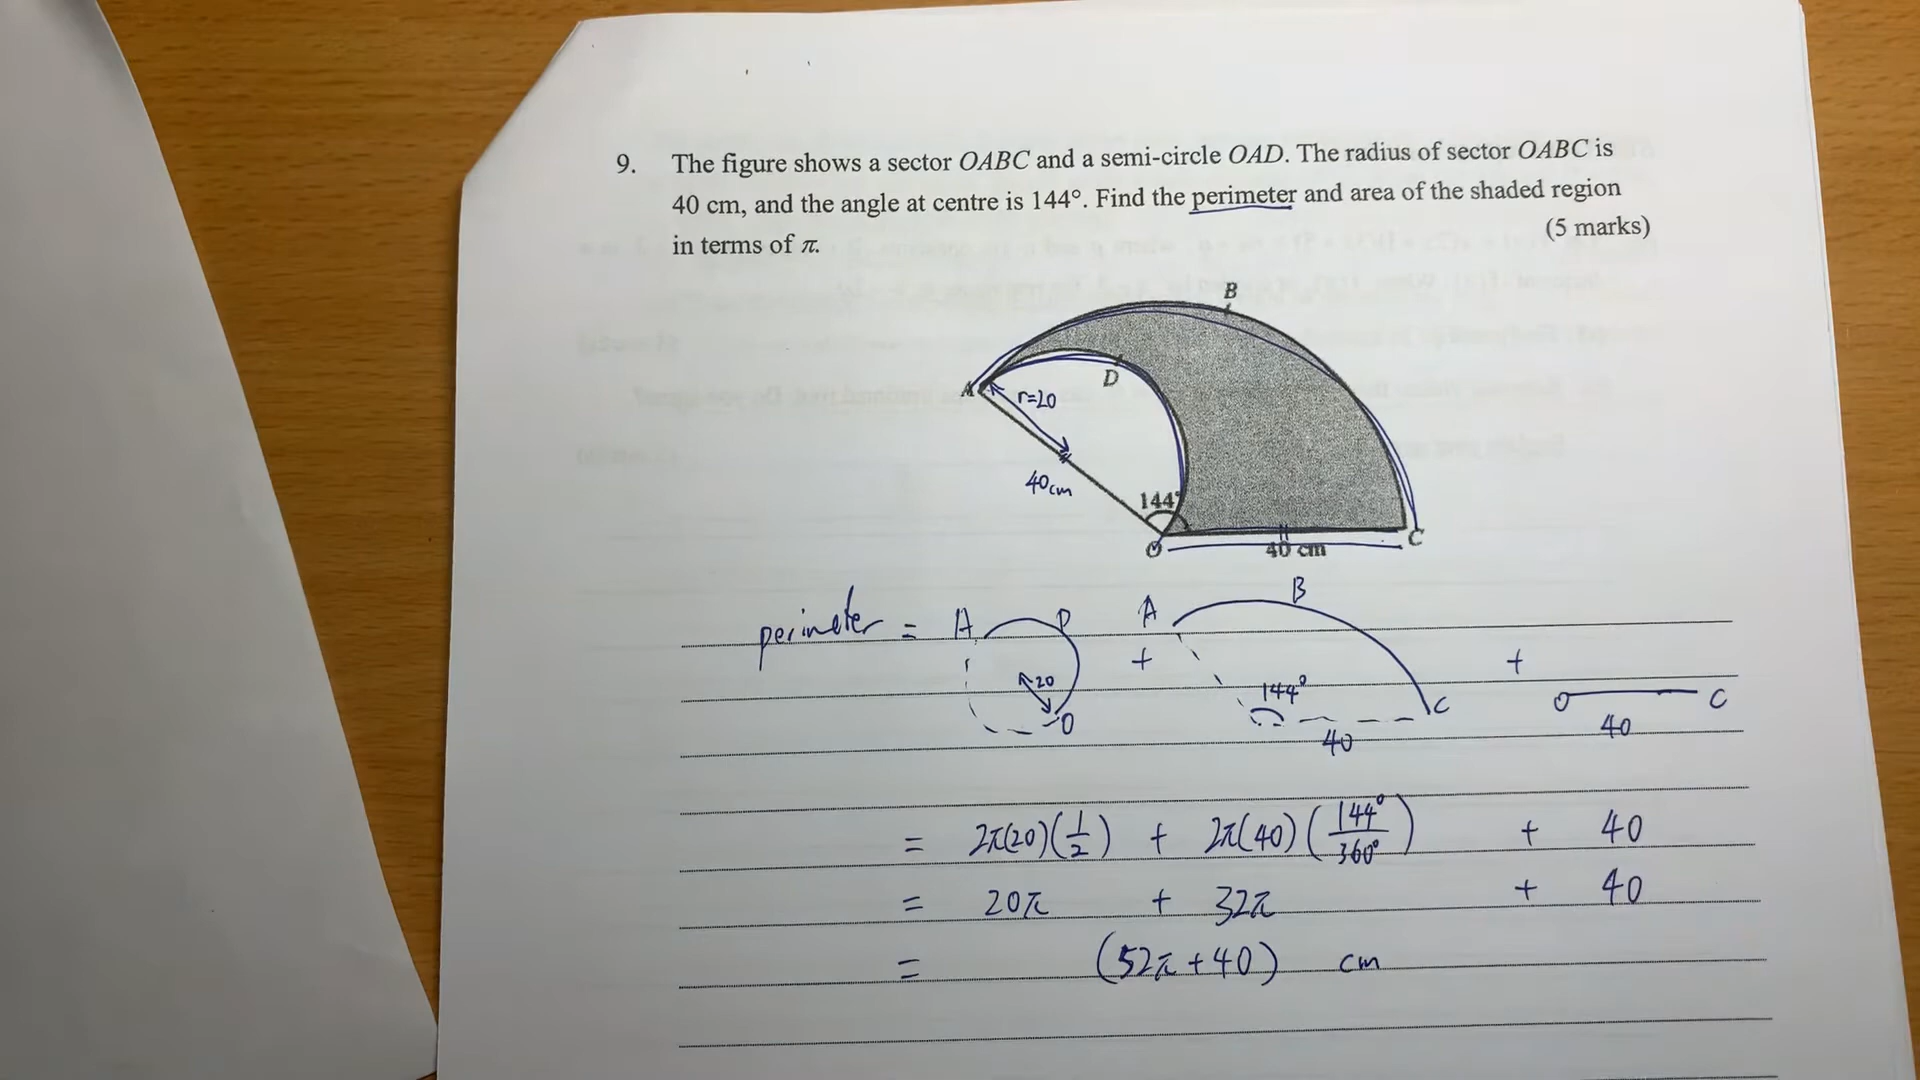 9. The figure shows a sector OABC and a semi-circle OAD. The radius of sector OABC is
40 cm, and the angle at centre is 144°. Find the perimeter and area of the shaded region
in terms of π. (5 marks)
B
A
D
r=20
40cm
144°
O
40 cm
C
perimeter = A D O 20 + A B C 144° 40 + O C 40
= 2π(20)(1/2) + 2π(40)(144°/360°) + 40
= 20π + 32π + 40
= (52π+40) cm